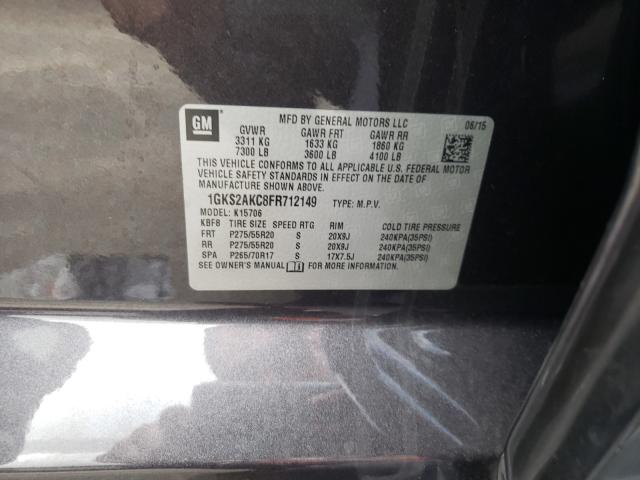 GM
MFD BY GENERAL MOTORS LLC 06/15
GVWR GAWR FRT GAWR RR
3311 KG 1633 KG 1860 KG
7300 LB 3600 LB 4100 LB
THIS VEHICLE CONFORMS TO ALL APPLICABLE U.S. FEDERAL MOTOR
VEHICLE SAFETY STANDARDS IN EFFECT ON THE DATE OF
MANUFACTURE SHOWN ABOVE.
1GKS2AKC8FR712149 TYPE: M.P.V.
MODEL: K15706
KBF8 TIRE SIZE SPEED RTG RIM COLD TIRE PRESSURE
FRT P275/55R20 S 20X9J 240KPA(35PSI)
RR P275/55R20 S 20X9J 240KPA(35PSI)
SPA P265/70R17 S 17X7.5J 240KPA(35PSI)
SEE OWNER'S MANUAL FOR MORE INFORMATION.